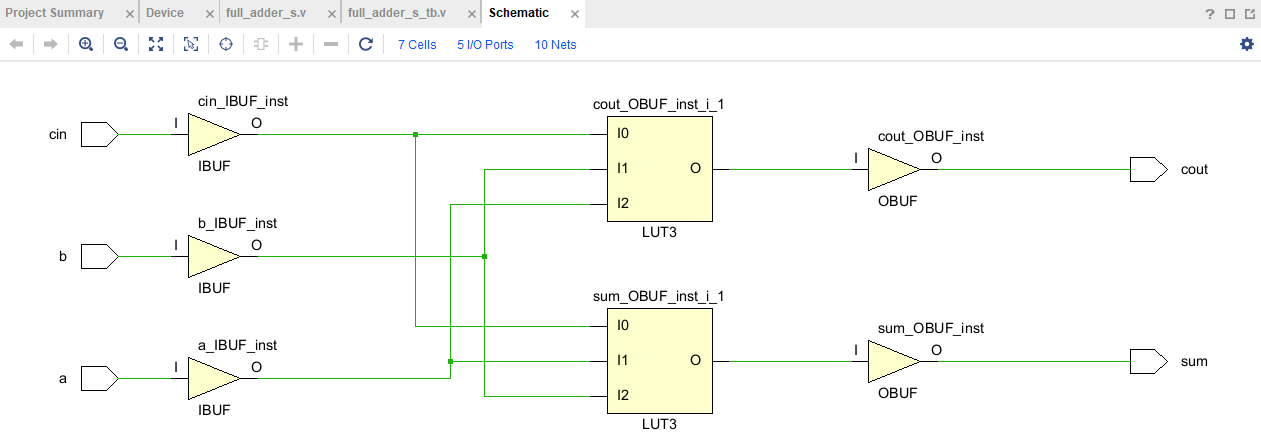 Project Summary × Device × full_adder_s.v × full_adder_s_tb.v × Schematic ×
?
7 Cells 5 I/O Ports 10 Nets
cin_IBUF_inst
cout_OBUF_inst_i_1
cin I O
IBUF
I0
I1 O
I2
LUT3
cout_OBUF_inst
I O
OBUF
cout
b_IBUF_inst
b I O
IBUF
sum_OBUF_inst_i_1
I0
I1 O
I2
LUT3
sum_OBUF_inst
I O
OBUF
sum
a_IBUF_inst
a I O
IBUF